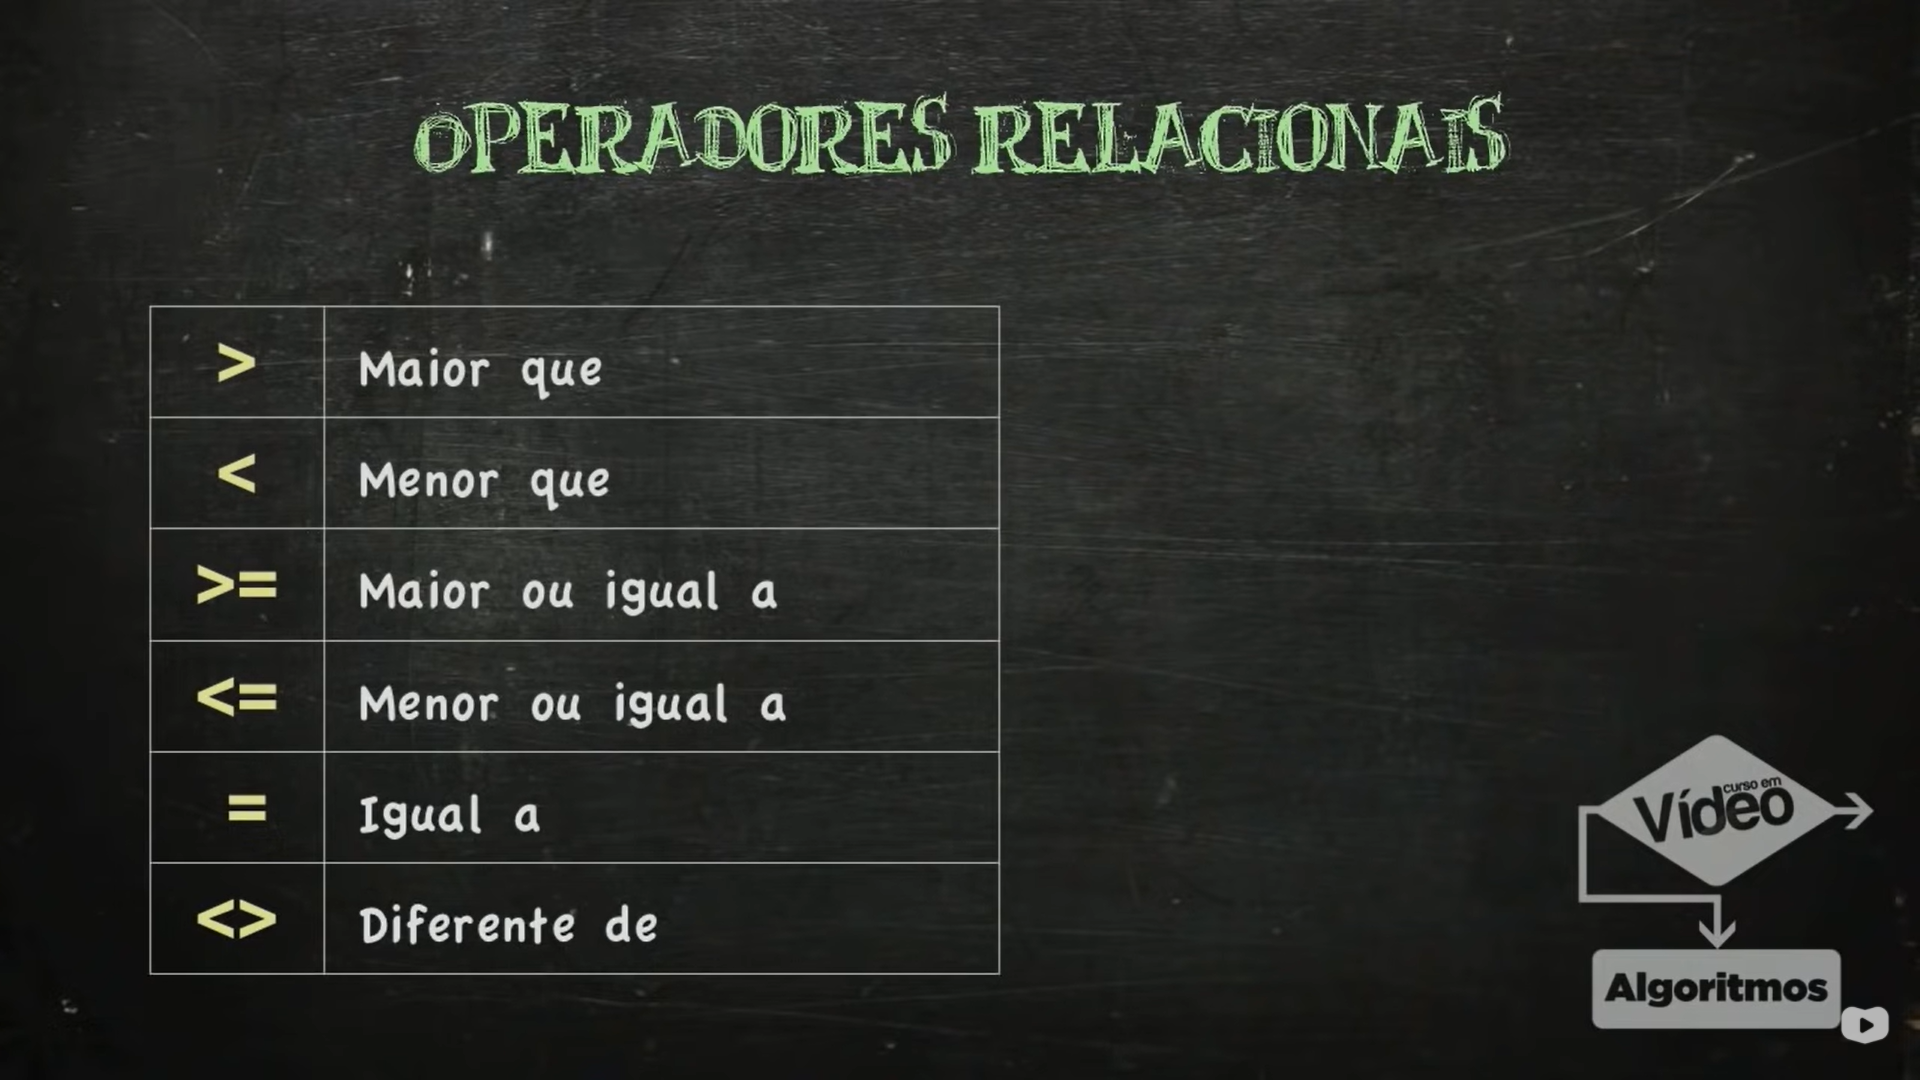 OPERADORES RELACIONAIS
> Maior que
< Menor que
>= Maior ou igual a
<= Menor ou igual a
= Igual a
<> Diferente de
curso em
Vídeo
Algoritmos